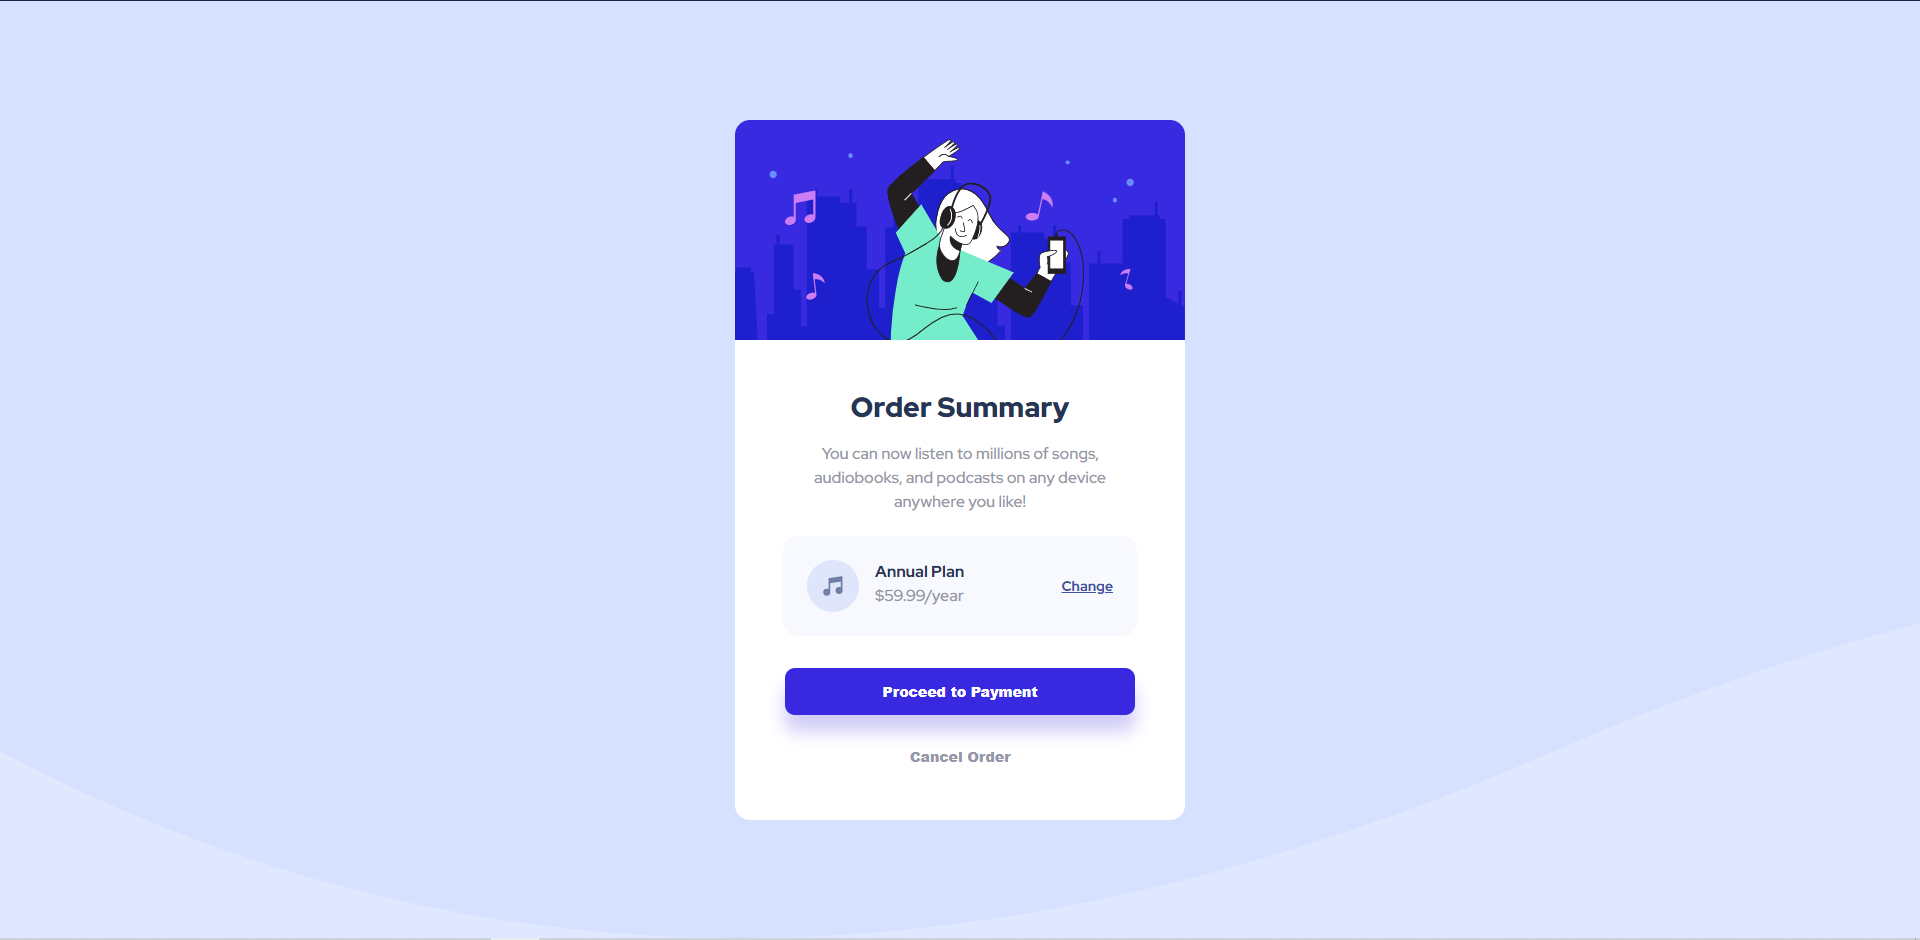 Order Summary
You can now listen to millions of songs,
audiobooks, and podcasts on any device
anywhere you like!
Annual Plan
$59.99/year
Change
Proceed to Payment
Cancel Order